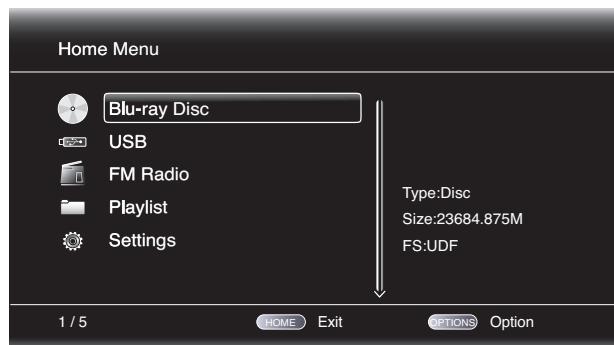 Home Menu
Blu-ray Disc
USB
FM Radio
Playlist
Settings
Type:Disc
Size:23684.875M
FS:UDF
1 / 5 HOME Exit OPTIONS Option